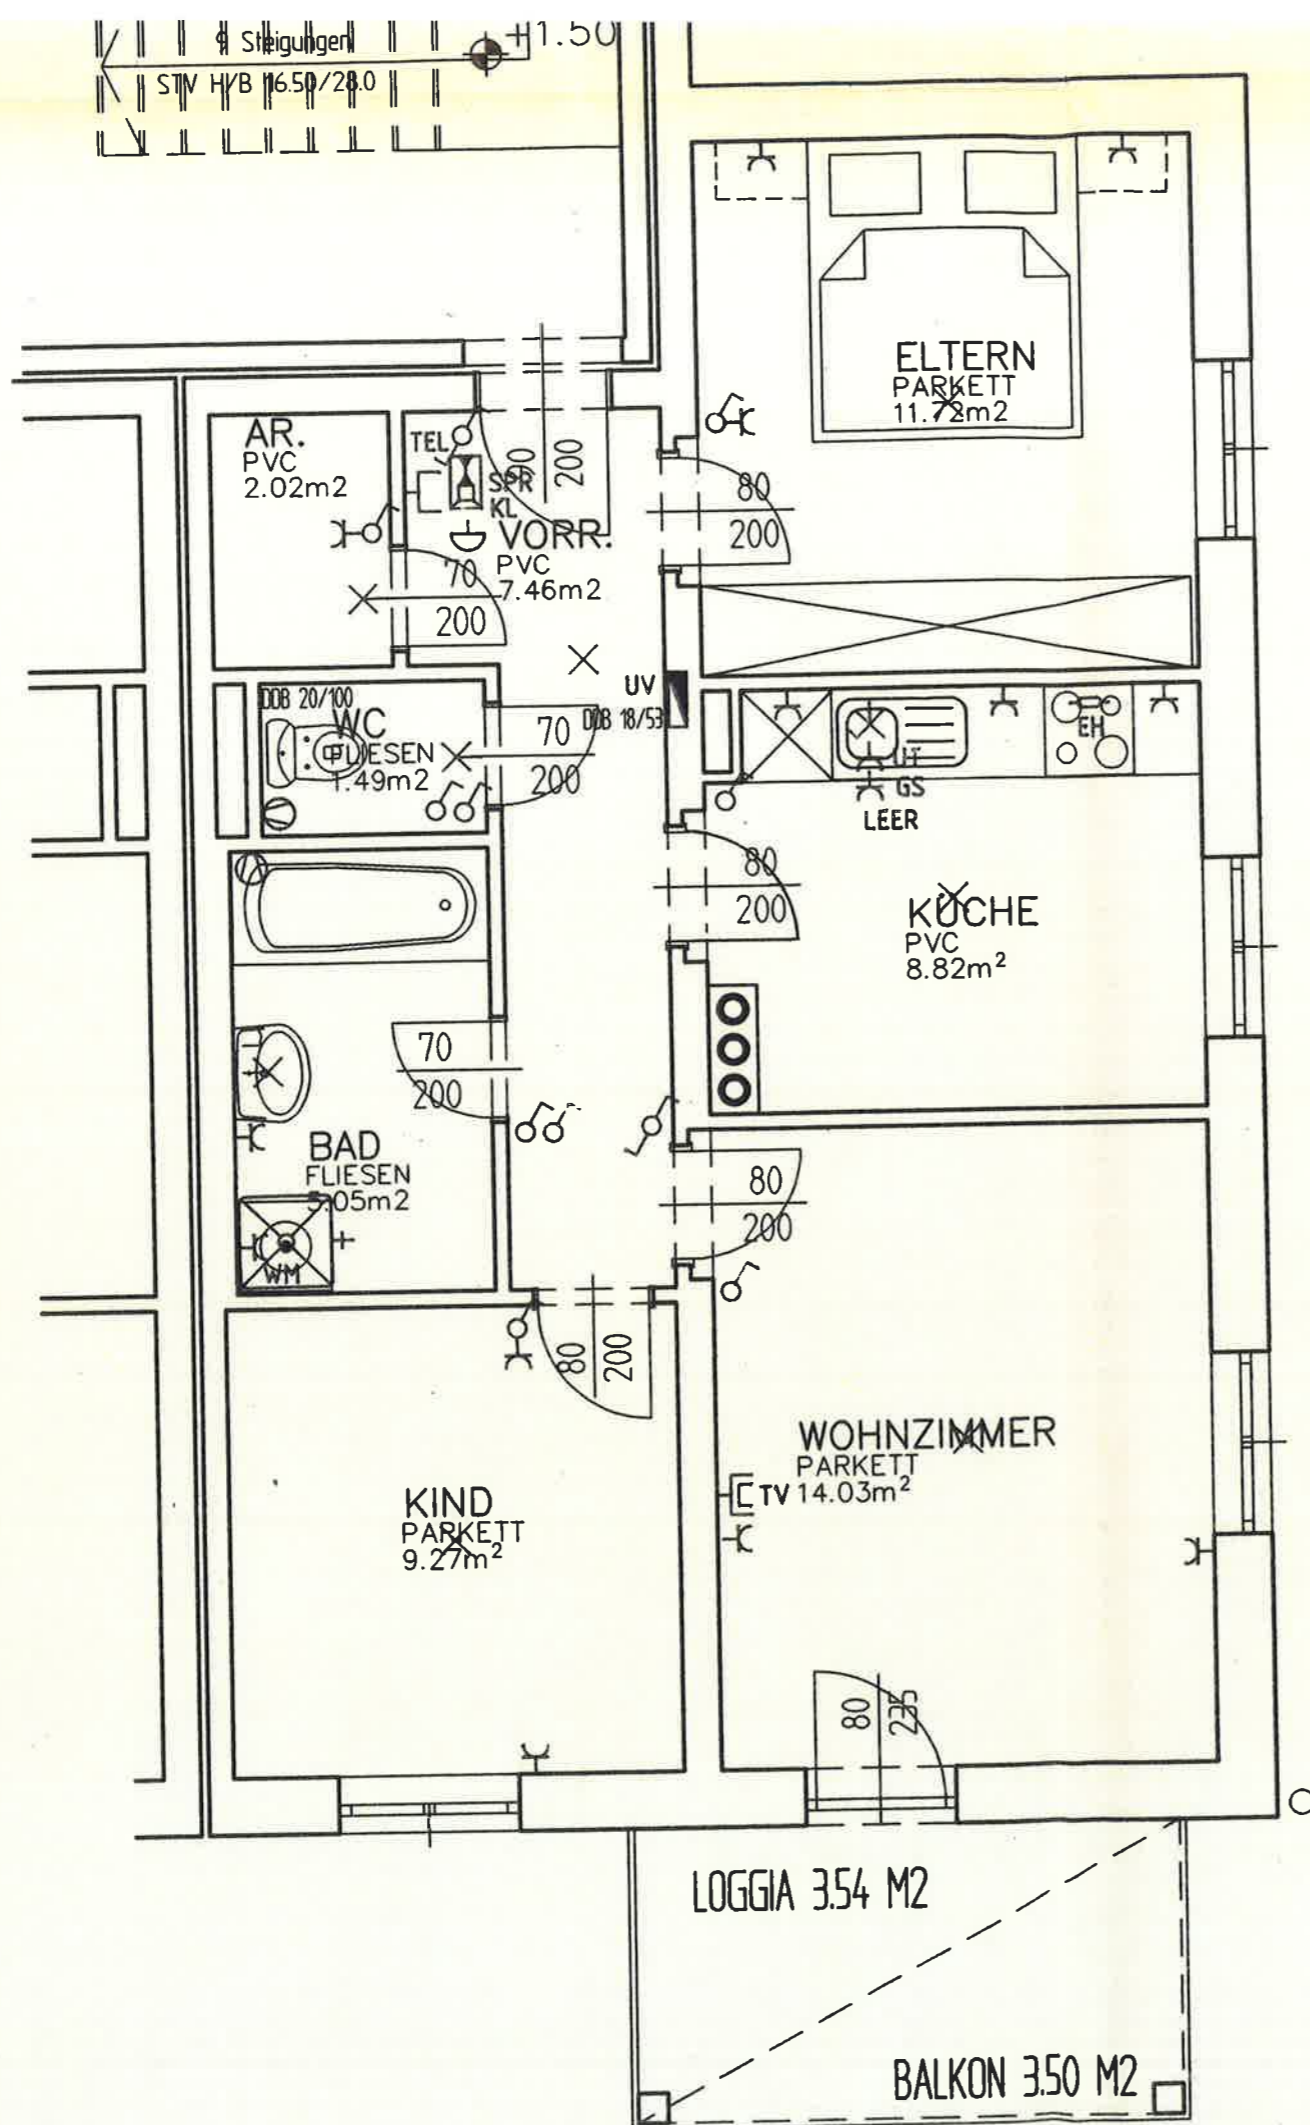 9 Steigungen
+1.50
STV H/B 16.50/28.0
ELTERN
PARKETT
11.72m2
AR.
PVC
2.02m2
TEL
SPR
KL
90
200
VORR.
PVC
7.46m2
80
200
70
200
UV
DDB 18/53
DDB 20/100
WC
FLIESEN
1.49m2
70
200
EH
UT
GS
LEER
80
200
KÜCHE
PVC
8.82m²
70
200
BAD
FLIESEN
5.05m2
WM
80
200
80
200
WOHNZIMMER
PARKETT
14.03m²
TV
KIND
PARKETT
9.27m²
80
235
LOGGIA 3.54 M2
BALKON 3.50 M2